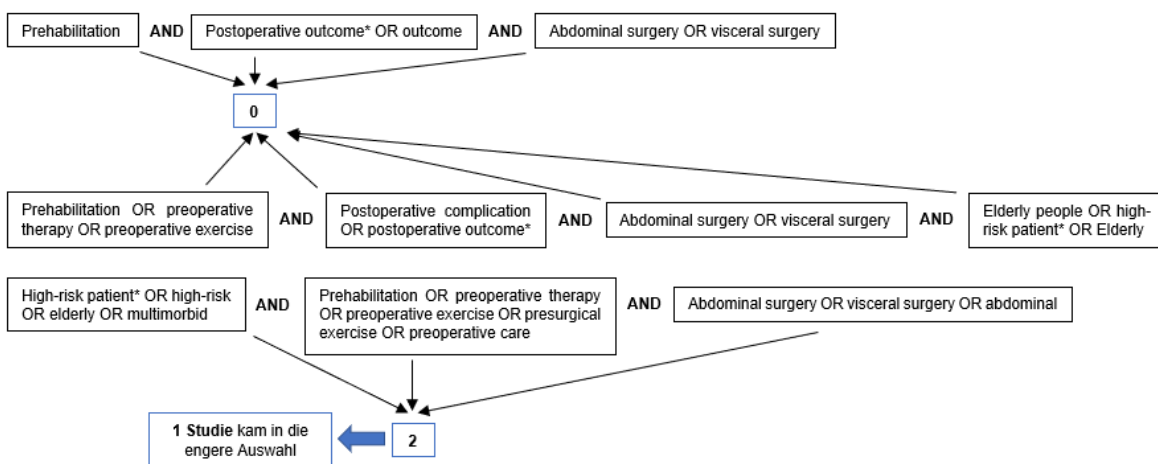 Prehabilitation AND Postoperative outcome* OR outcome AND Abdominal surgery OR visceral surgery
0
Prehabilitation OR preoperative
therapy OR preoperative exercise
AND
Postoperative complication
OR postoperative outcome*
AND
Abdominal surgery OR visceral surgery
AND
Elderly people OR high-
risk patient* OR Elderly
High-risk patient* OR high-risk
OR elderly OR multimorbid
AND
Prehabilitation OR preoperative therapy
OR preoperative exercise OR presurgical
exercise OR preoperative care
AND
Abdominal surgery OR visceral surgery OR abdominal
1 Studie kam in die
engere Auswahl
2